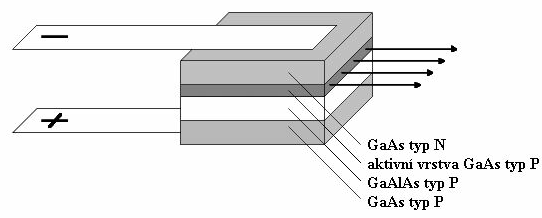 −
+
GaAs typ N
aktivní vrstva GaAs typ P
GaAlAs typ P
GaAs typ P